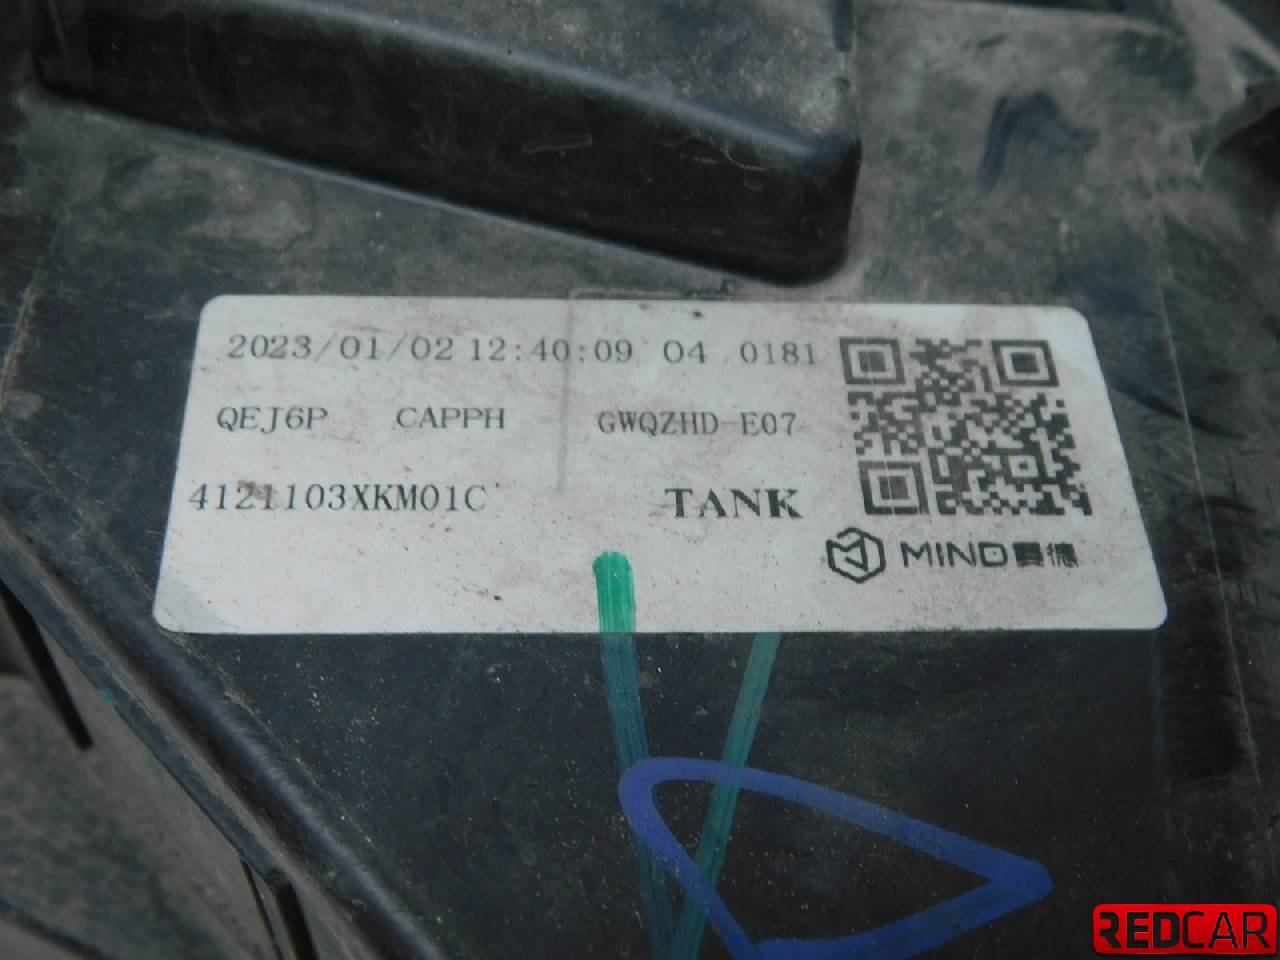 2023/01/02 12:40:09 04 0181
QEJ6P CAPPH GWQZHD-E07
4121103XKM01C TANK
MIND曼德
REDCAR